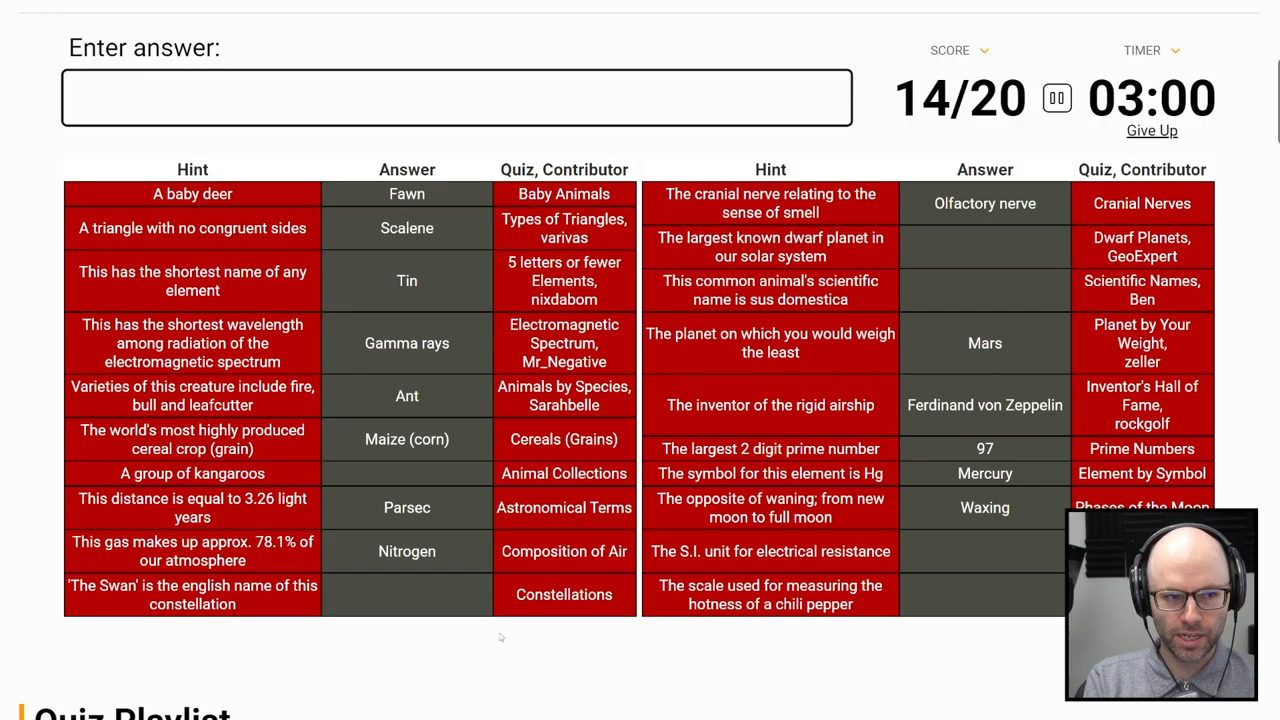 Enter answer:
SCORE
TIMER
14/20
03:00
Give Up
Hint Answer Quiz, Contributor
A baby deer Fawn Baby Animals
A triangle with no congruent sides Scalene Types of Triangles,
varivas
This has the shortest name of any
element
Tin
5 letters or fewer
Elements,
nixdabom
This has the shortest wavelength
among radiation of the
electromagnetic spectrum
Gamma rays
Electromagnetic
Spectrum,
Mr_Negative
Varieties of this creature include fire,
bull and leafcutter
Ant
Animals by Species,
Sarahbelle
The world's most highly produced
cereal crop (grain)
Maize (corn)
Cereals (Grains)
A group of kangaroos Animal Collections
This distance is equal to 3.26 light
years
Parsec
Astronomical Terms
This gas makes up approx. 78.1% of
our atmosphere
Nitrogen
Composition of Air
'The Swan' is the english name of this
constellation
Constellations
Hint Answer Quiz, Contributor
The cranial nerve relating to the
sense of smell
Olfactory nerve
Cranial Nerves
The largest known dwarf planet in
our solar system
Dwarf Planets,
GeoExpert
This common animal's scientific
name is sus domestica
Scientific Names,
Ben
The planet on which you would weigh
the least
Mars
Planet by Your
Weight,
zeller
The inventor of the rigid airship
Ferdinand von Zeppelin
Inventor's Hall of
Fame,
rockgolf
The largest 2 digit prime number 97 Prime Numbers
The symbol for this element is Hg Mercury Element by Symbol
The opposite of waning; from new
moon to full moon
Waxing
Phases of the Moon
The S.I. unit for electrical resistance
The scale used for measuring the
hotness of a chili pepper
Quiz Playlist